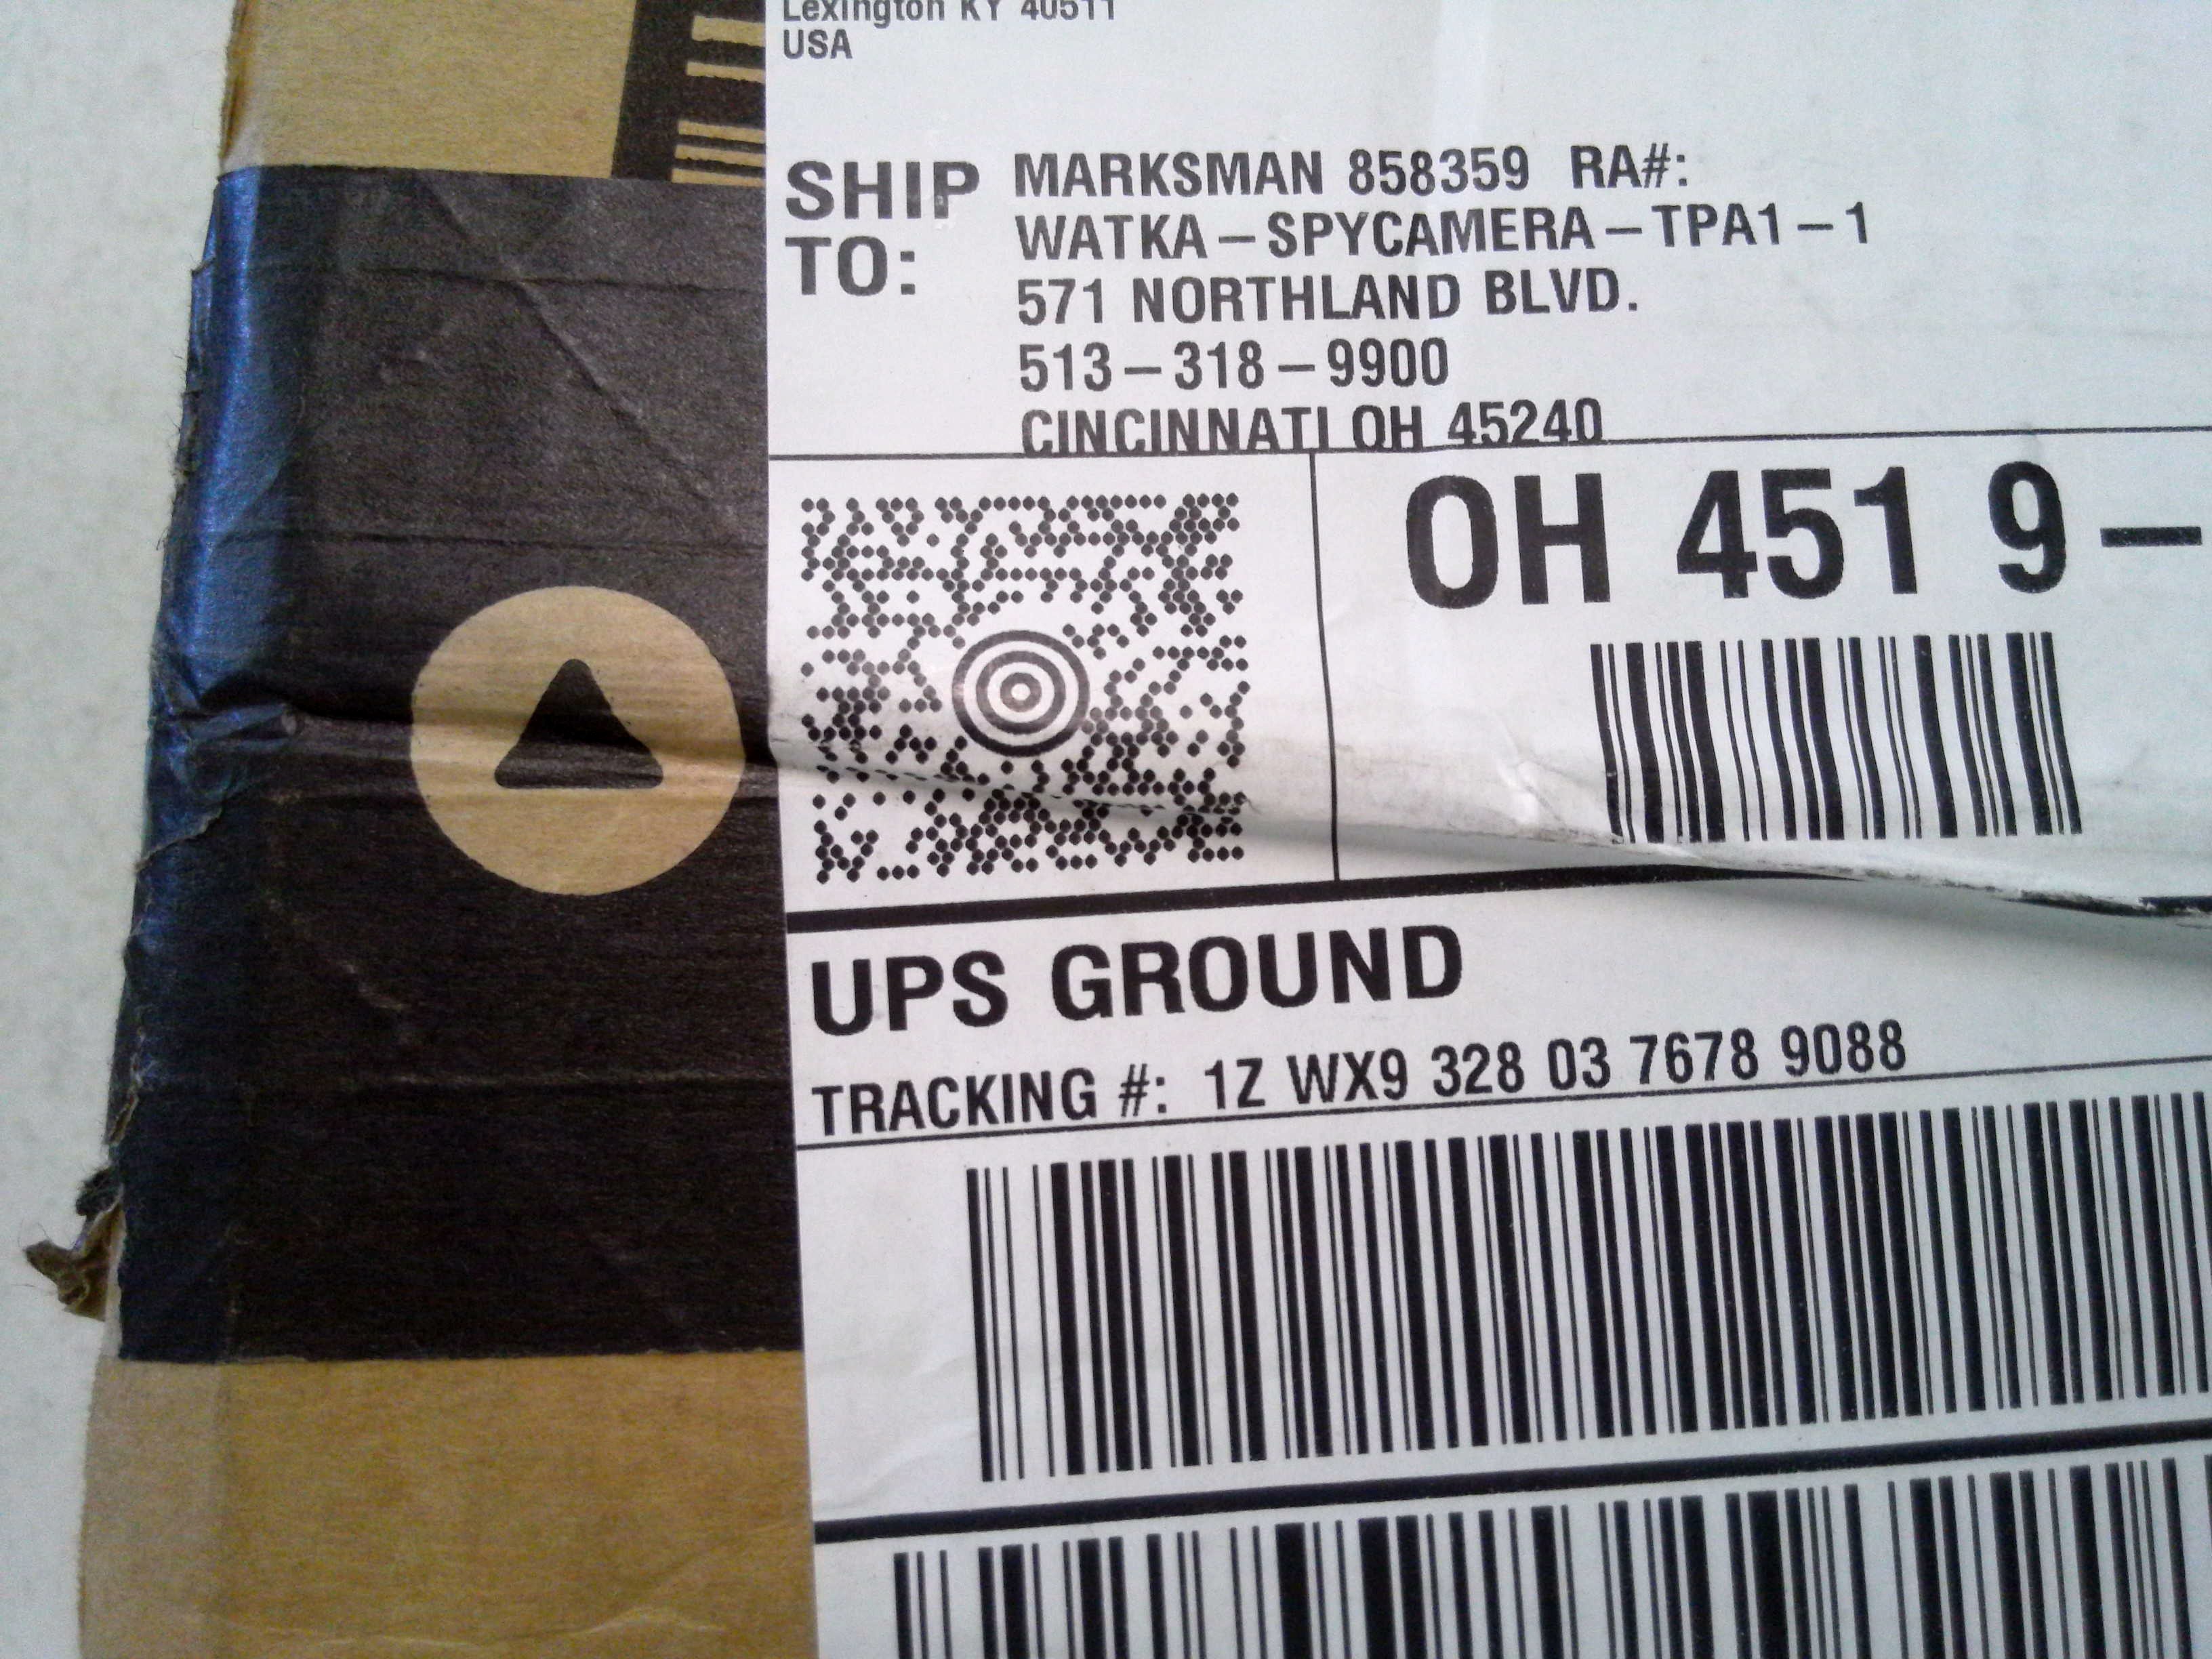 Lexington KY 40511
USA
SHIP TO:
MARKSMAN 858359 RA#:
WATKA-SPYCAMERA-TPA1-1
571 NORTHLAND BLVD.
513-318-9900
CINCINNATI OH 45240
OH 451 9-
UPS GROUND
TRACKING #: 1Z WX9 328 03 7678 9088